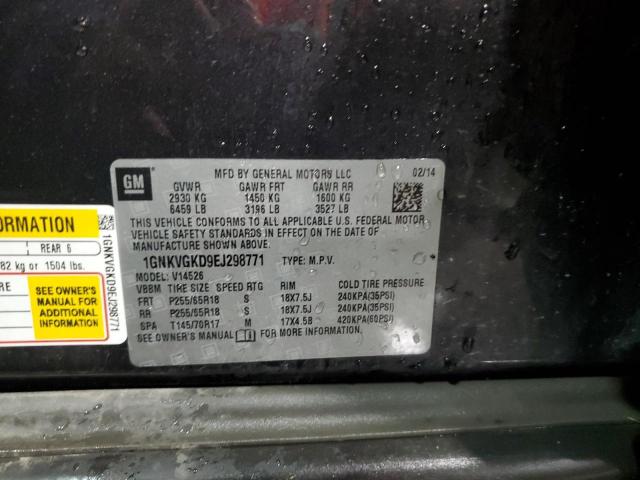 GM
MFD BY GENERAL MOTORS LLC 02/14
GVWR GAWR FRT GAWR RR
2930 KG 1450 KG 1600 KG
6459 LB 3196 LB 3527 LB
THIS VEHICLE CONFORMS TO ALL APPLICABLE U.S. FEDERAL MOTOR
VEHICLE SAFETY STANDARDS IN EFFECT ON THE DATE OF
MANUFACTURE SHOWN ABOVE.
1GNKVGKD9EJ298771 TYPE: M.P.V.
MODEL: V14526
VBBM TIRE SIZE SPEED RTG RIM COLD TIRE PRESSURE
FRT P255/65R18 S 18X7.5J 240KPA(35PSI)
RR P255/65R18 S 18X7.5J 240KPA(35PSI)
SPA T145/70R17 M 17X4.5B 420KPA(60PSI)
SEE OWNER'S MANUAL FOR MORE INFORMATION.
FORMATION
REAR 6
82 kg or 1504 lbs.
SEE OWNER'S
MANUAL FOR
ADDITIONAL
INFORMATION
1GNKVGKD9EJ298771